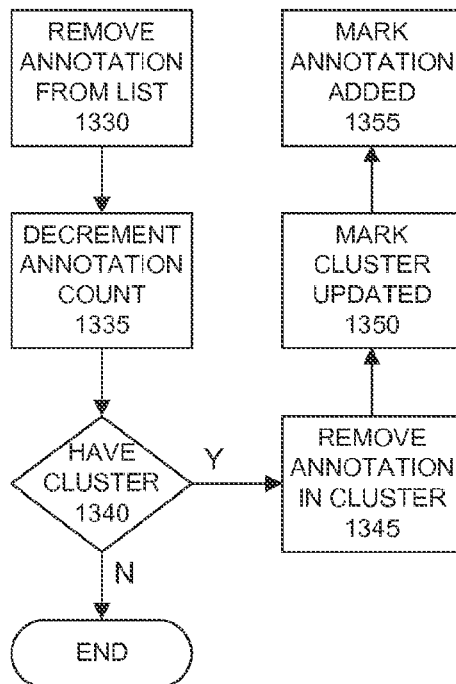 REMOVE
ANNOTATION
FROM LIST
1330
DECREMENT
ANNOTATION
COUNT
1335
HAVE
CLUSTER
1340
Y
N
END
REMOVE
ANNOTATION
IN CLUSTER
1345
MARK
CLUSTER
UPDATED
1350
MARK
ANNOTATION
ADDED
1355